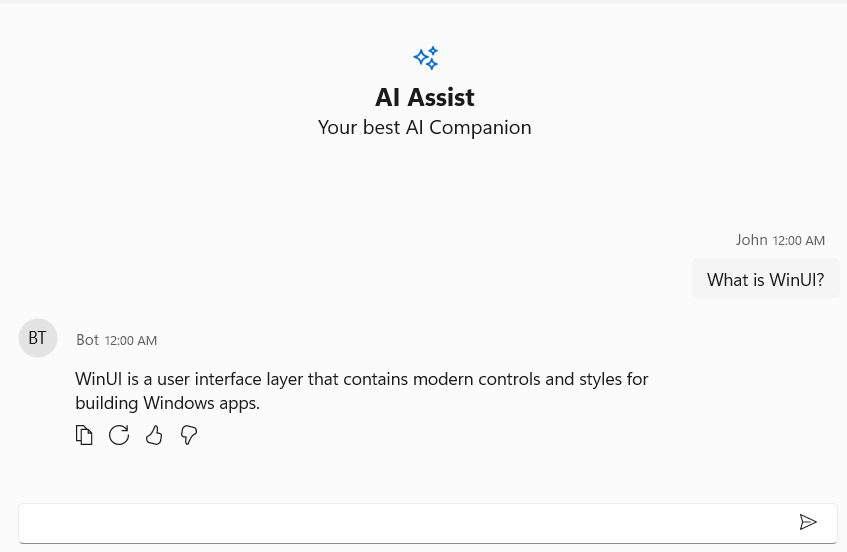 AI Assist
Your best AI Companion
John 12:00 AM
What is WinUI?
BT
Bot 12:00 AM
WinUI is a user interface layer that contains modern controls and styles for
building Windows apps.